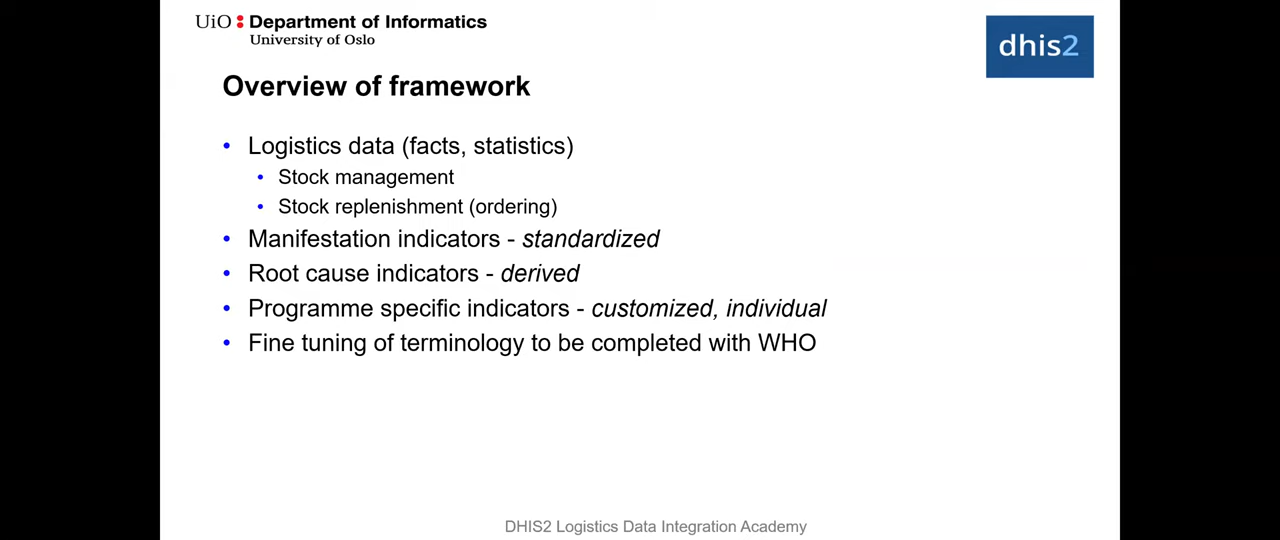 UiO Department of Informatics
University of Oslo
dhis2
Overview of framework
• Logistics data (facts, statistics)
• Stock management
• Stock replenishment (ordering)
• Manifestation indicators - standardized
• Root cause indicators - derived
• Programme specific indicators - customized, individual
• Fine tuning of terminology to be completed with WHO
DHIS2 Logistics Data Integration Academy